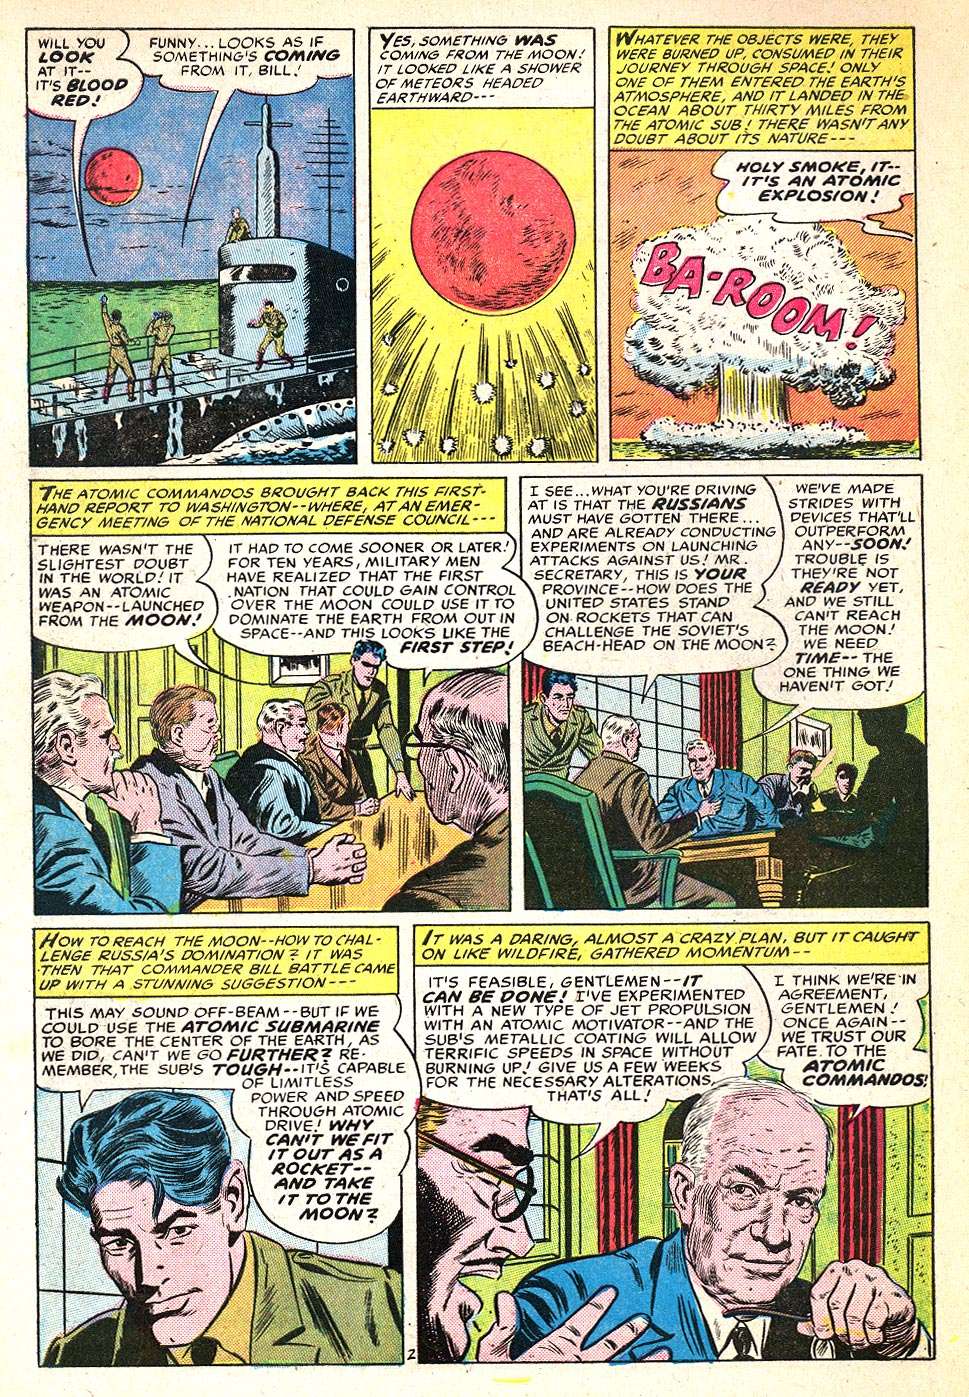 WILL YOU
LOOK
AT IT--
IT'S BLOOD
RED!
FUNNY...LOOKS AS IF
SOMETHING'S COMING
FROM IT, BILL!
YES, SOMETHING WAS
COMING FROM THE MOON!
IT LOOKED LIKE A SHOWER
OF METEORS HEADED
EARTHWARD---
WHATEVER THE OBJECTS WERE, THEY
WERE BURNED UP, CONSUMED IN THEIR
JOURNEY THROUGH SPACE! ONLY
ONE OF THEM ENTERED THE EARTH'S
ATMOSPHERE, AND IT LANDED IN THE
OCEAN ABOUT THIRTY MILES FROM
THE ATOMIC SUB! THERE WASN'T ANY
DOUBT ABOUT ITS NATURE---
HOLY SMOKE, IT--
IT'S AN ATOMIC
EXPLOSION!
BA-ROOM!
THE ATOMIC COMMANDOS BROUGHT BACK THIS FIRST-
HAND REPORT TO WASHINGTON--WHERE, AT AN EMER-
GENCY MEETING OF THE NATIONAL DEFENSE COUNCIL---
THERE WASN'T THE
SLIGHTEST DOUBT
IN THE WORLD! IT
WAS AN ATOMIC
WEAPON--LAUNCHED
FROM THE MOON!
IT HAD TO COME SOONER OR LATER!
FOR TEN YEARS, MILITARY MEN
HAVE REALIZED THAT THE FIRST
NATION THAT COULD GAIN CONTROL
OVER THE MOON COULD USE IT TO
DOMINATE THE EARTH FROM OUT IN
SPACE--AND THIS LOOKS LIKE THE
FIRST STEP!
I SEE...WHAT YOU'RE DRIVING
AT IS THAT THE RUSSIANS
MUST HAVE GOTTEN THERE...
AND ARE ALREADY CONDUCTING
EXPERIMENTS ON LAUNCHING
ATTACKS AGAINST US! MR.
SECRETARY, THIS IS YOUR
PROVINCE--HOW DOES THE
UNITED STATES STAND
ON ROCKETS THAT CAN
CHALLENGE THE SOVIET'S
BEACH-HEAD ON THE MOON?
WE'VE MADE
STRIDES WITH
DEVICES THAT'LL
OUTPERFORM
ANY--SOON!
TROUBLE IS
THEY'RE NOT
READY YET,
AND WE STILL
CAN'T REACH
THE MOON!
WE NEED
TIME--THE
ONE THING WE
HAVEN'T GOT!
HOW TO REACH THE MOON--HOW TO CHAL-
LENGE RUSSIA'S DOMINATION? IT WAS
THEN THAT COMMANDER BILL BATTLE CAME
UP WITH A STUNNING SUGGESTION---
THIS MAY SOUND OFF-BEAM--BUT IF WE
COULD USE THE ATOMIC SUBMARINE
TO BORE THE CENTER OF THE EARTH, AS
WE DID, CAN'T WE GO FURTHER? RE-
MEMBER, THE SUB'S TOUGH--IT'S CAPABLE
OF LIMITLESS
POWER AND SPEED
THROUGH ATOMIC
DRIVE! WHY
CAN'T WE FIT
IT OUT AS A
ROCKET--
AND TAKE
IT TO THE
MOON?
2
IT WAS A DARING, ALMOST A CRAZY PLAN, BUT IT CAUGHT
ON LIKE WILDFIRE, GATHERED MOMENTUM--
IT'S FEASIBLE, GENTLEMEN--IT
CAN BE DONE! I'VE EXPERIMENTED
WITH A NEW TYPE OF JET PROPULSION
WITH AN ATOMIC MOTIVATOR--AND THE
SUB'S METALLIC COATING WILL ALLOW
TERRIFIC SPEEDS IN SPACE WITHOUT
BURNING UP! GIVE US A FEW WEEKS
FOR THE NECESSARY ALTERATIONS,
THAT'S ALL!
I THINK WE'RE IN
AGREEMENT,
GENTLEMEN!
ONCE AGAIN--
WE TRUST OUR
FATE TO THE
ATOMIC
COMMANDOS!